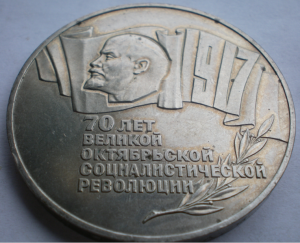 1917
70 ЛЕТ
ВЕЛИКОЙ
ОКТЯБРЬСКОЙ
СОЦИАЛИСТИЧЕСКОЙ
РЕВОЛЮЦИИ